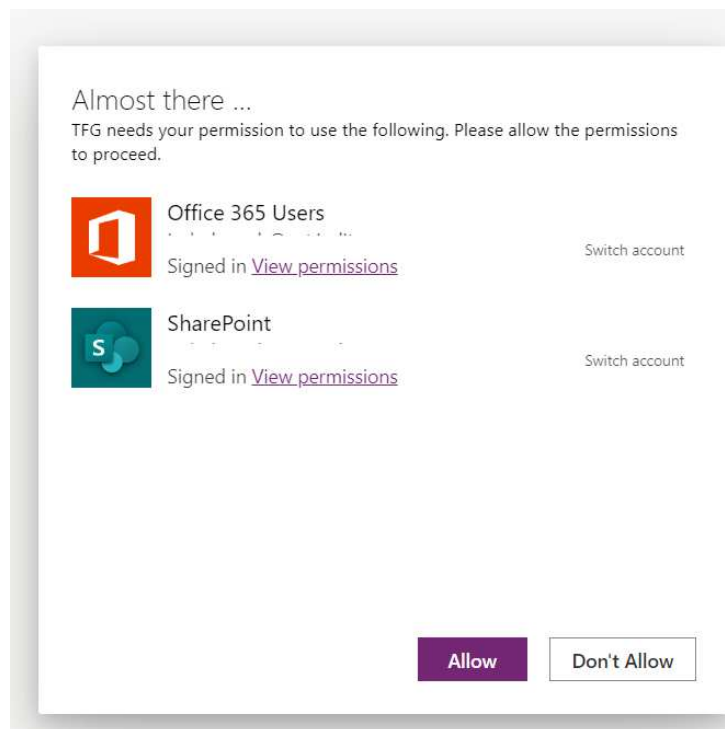 Almost there ...
TFG needs your permission to use the following. Please allow the permissions
to proceed.
Office 365 Users
Signed in View permissions
Switch account
S
SharePoint
Signed in View permissions
Switch account
Allow
Don't Allow